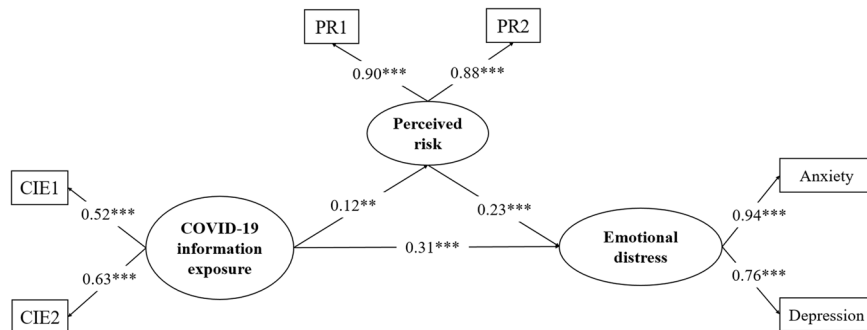 PR1
PR2
0.90***
0.88***
Perceived
risk
CIE1
Anxiety
0.52***
0.12**
0.23***
0.94***
COVID-19
information
exposure
0.31***
Emotional
distress
0.63***
0.76***
CIE2
Depression